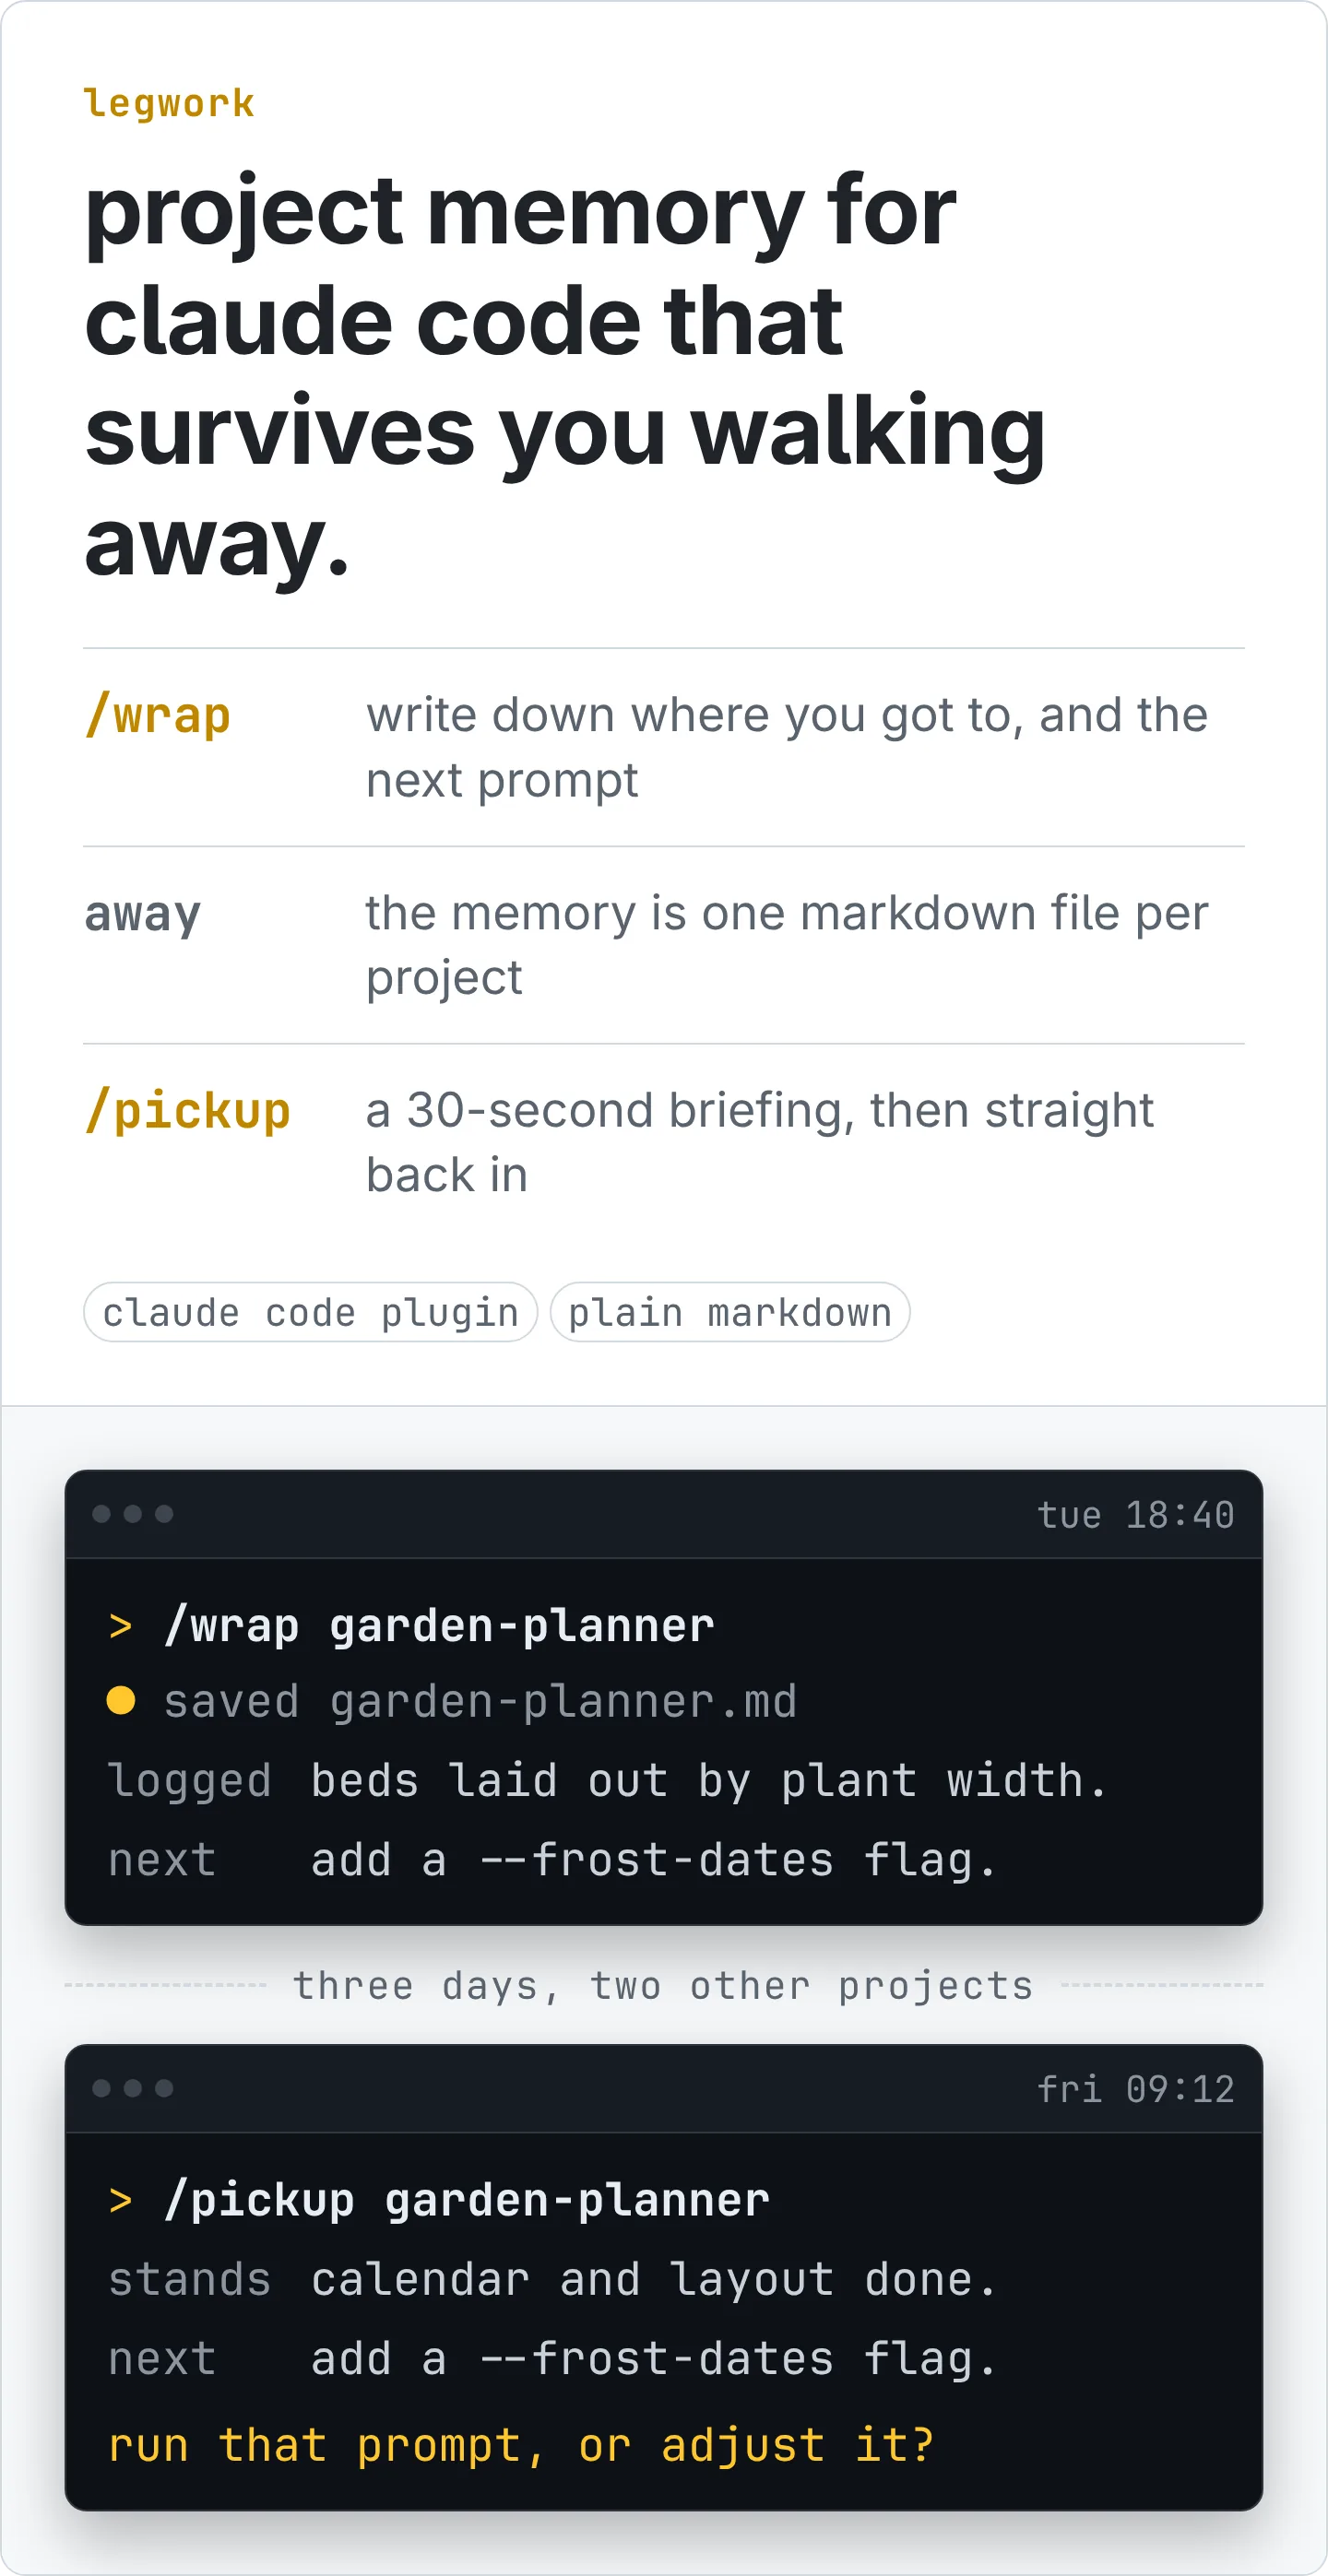 legwork
project memory for
claude code that
survives you walking
away.
/wrap write down where you got to, and the
next prompt
away the memory is one markdown file per
project
/pickup a 30-second briefing, then straight
back in
claude code plugin plain markdown
tue 18:40
> /wrap garden-planner
saved garden-planner.md
logged beds laid out by plant width.
next add a --frost-dates flag.
three days, two other projects
fri 09:12
> /pickup garden-planner
stands calendar and layout done.
next add a --frost-dates flag.
run that prompt, or adjust it?